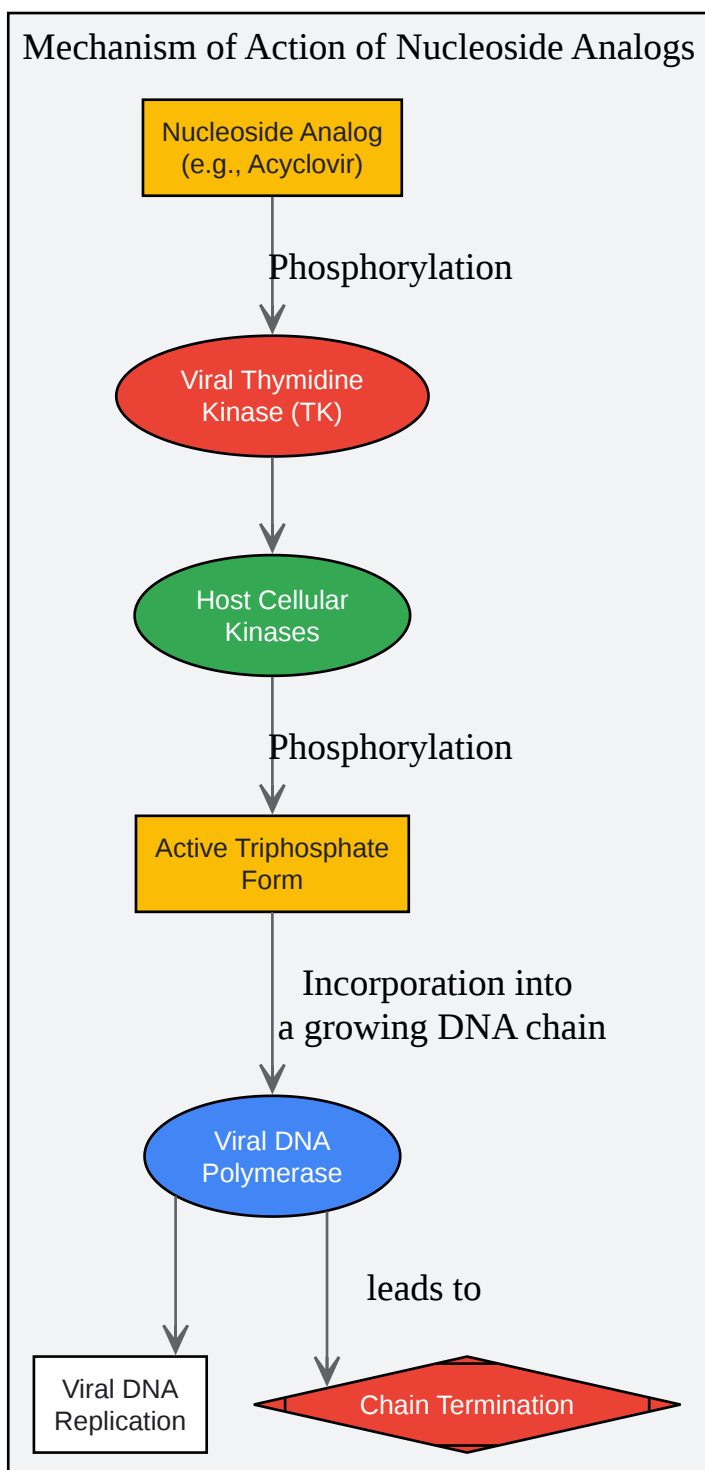 Mechanism of Action of Nucleoside Analogs
Nucleoside Analog
(e.g., Acyclovir)
Phosphorylation
Viral Thymidine
Kinase (TK)
Host Cellular
Kinases
Phosphorylation
Active Triphosphate
Form
Incorporation into
a growing DNA chain
Viral DNA
Polymerase
leads to
Viral DNA
Replication
Chain Termination